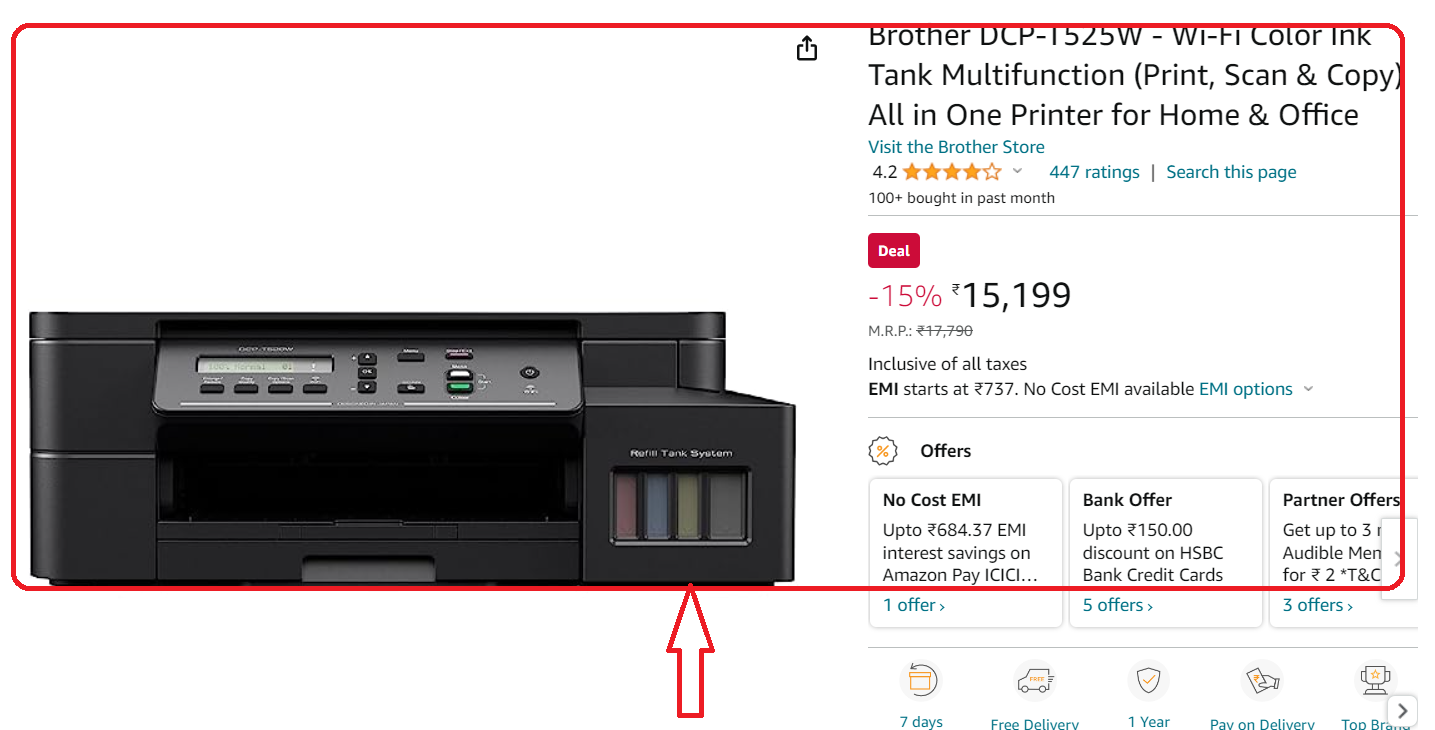 Brother DCP-T525W - Wi-Fi Color Ink
Tank Multifunction (Print, Scan & Copy)
All in One Printer for Home & Office
Visit the Brother Store
4.2
447 ratings | Search this page
100+ bought in past month
Deal
-15% ₹15,199
M.R.P.: ₹17,790
Inclusive of all taxes
EMI starts at ₹737. No Cost EMI available EMI options
Offers
No Cost EMI
Upto ₹684.37 EMI
interest savings on
Amazon Pay ICICI…
1 offer ›
Bank Offer
Upto ₹150.00
discount on HSBC
Bank Credit Cards
5 offers ›
Partner Offers
Get up to 3
Audible Mem
for ₹ 2 *T&C
3 offers ›
Refill Tank System
Menu
OK
FREE
7 days
Free Delivery
1 Year
Pay on Delivery
Top Brand